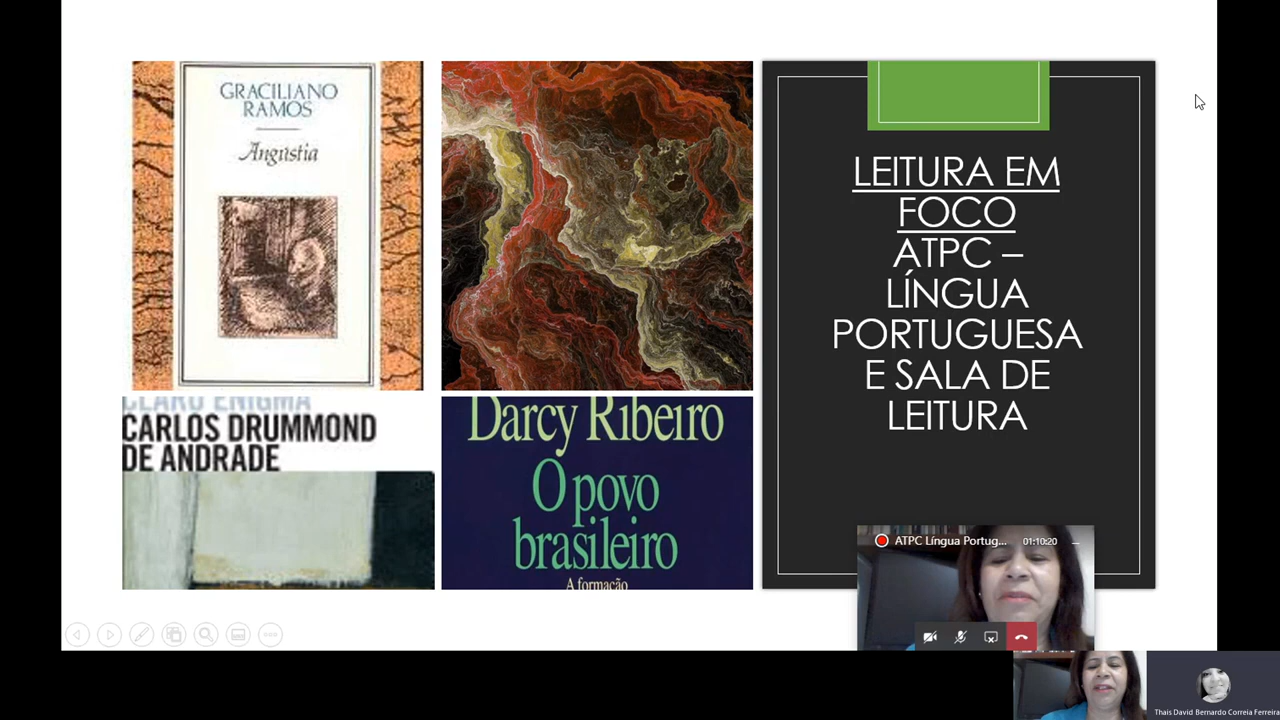 GRACILIANO
RAMOS
Angústia
CLARO ENIGMA
CARLOS DRUMMOND
DE ANDRADE
Darcy Ribeiro
O povo
brasileiro
A formação
LEITURA EM
FOCO
ATPC –
LÍNGUA
PORTUGUESA
E SALA DE
LEITURA
ATPC Língua Portug...
01:10:20
Thais David Bernardo Correia Ferreira